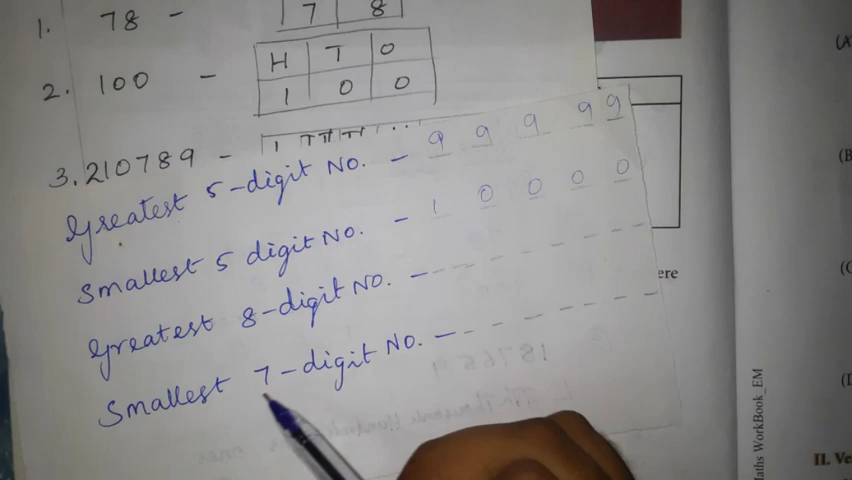 1. 78 - 7 8
H T O
2. 100 - 1 0 0
3. 210789 -
Greatest 5-digit No. - 9 9 9 9 9
Smallest 5 digit No. - 1 0 0 0 0
Greatest 8-digit No. - - - - - - - - -
Smallest 7-digit No. - - - - - - - -
ere
Maths WorkBook_EM
(A
(B
(C
(D
II. Ve